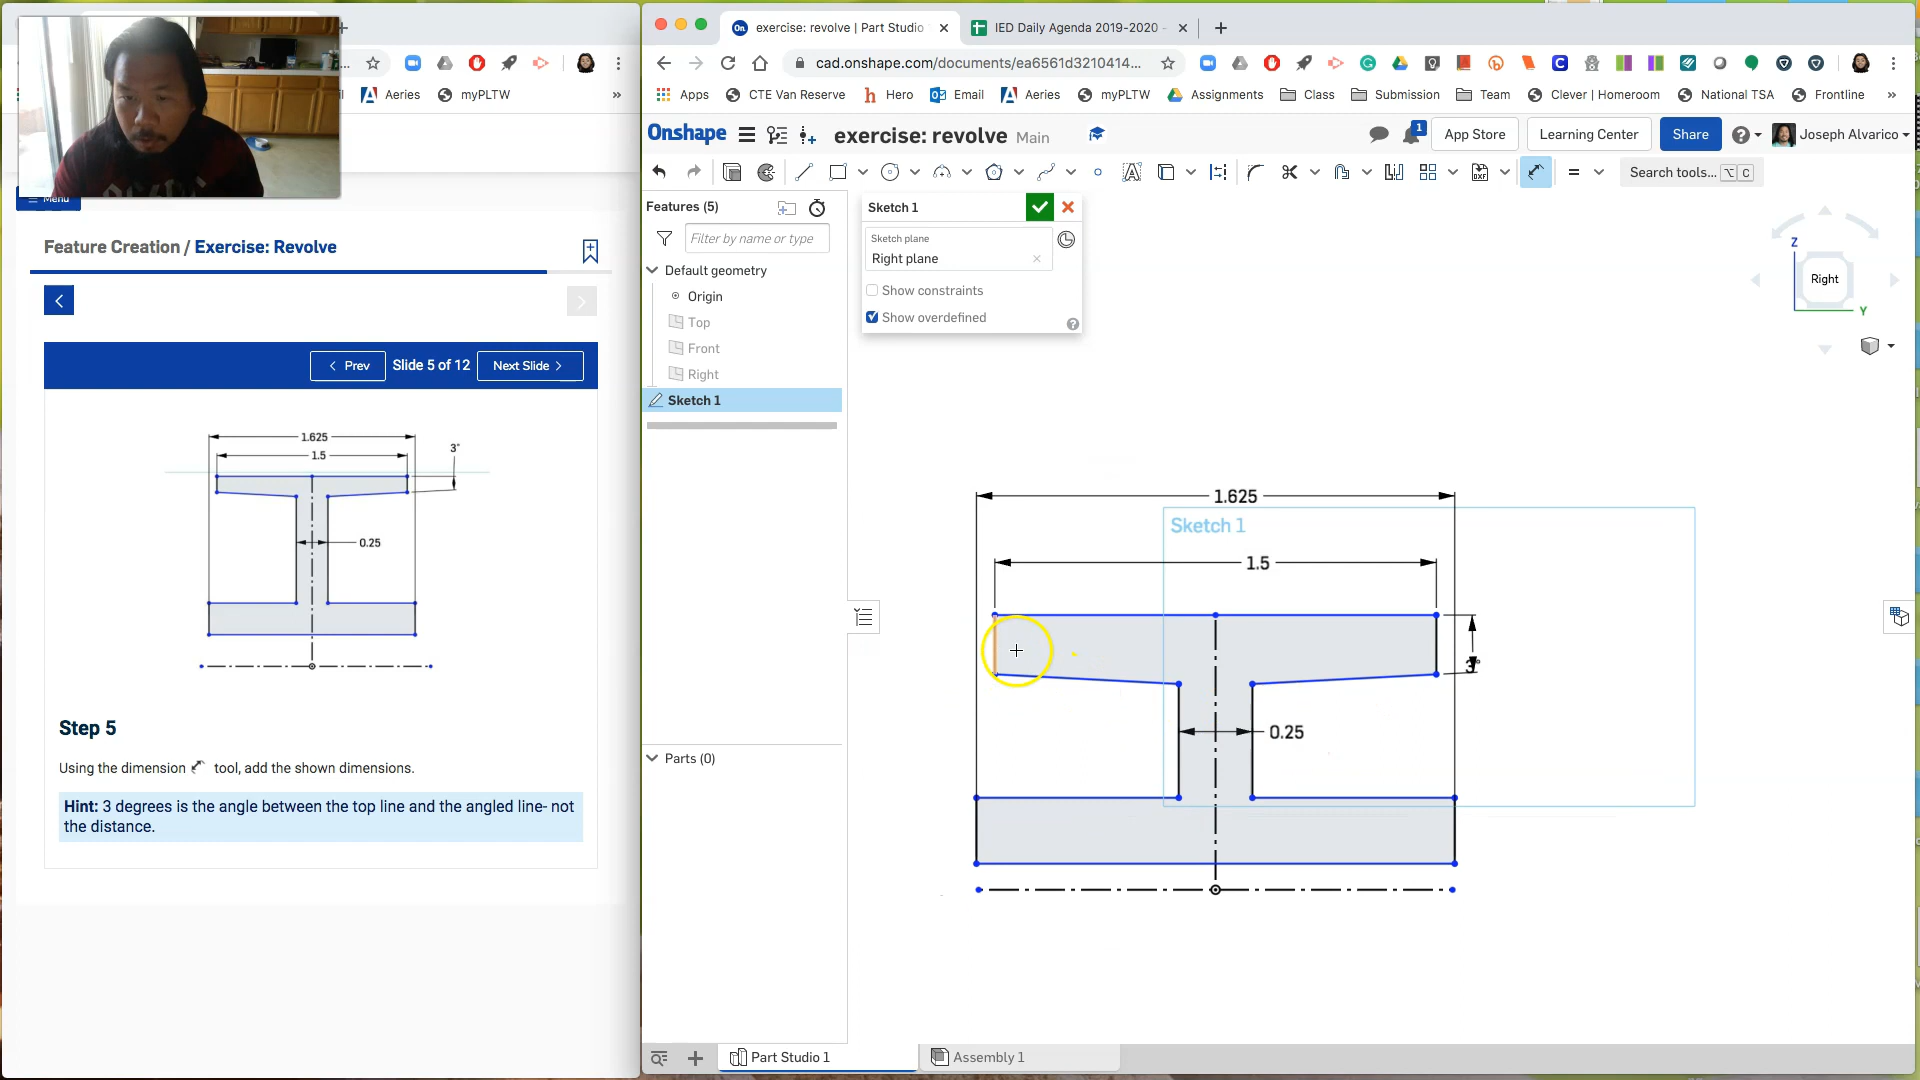 Aeries
myPLTW
»
Menu
Feature Creation / Exercise: Revolve
Prev
Slide 5 of 12
Next Slide
1.625
1.5
3°
0.25
Step 5
Using the dimension tool, add the shown dimensions.
Hint: 3 degrees is the angle between the top line and the angled line- not
the distance.
exercise: revolve | Part Studio
IED Daily Agenda 2019-2020 -
cad.onshape.com/documents/ea6561d3210414...
Apps
CTE Van Reserve
Hero
Email
Aeries
myPLTW
Assignments
Class
Submission
Team
Clever | Homeroom
National TSA
Frontline
»
Onshape
exercise: revolve Main
1
App Store
Learning Center
Share
Joseph Alvarico
Search tools... ⌥ C
Features (5)
Filter by name or type
Default geometry
Origin
Top
Front
Right
Sketch 1
Parts (0)
Sketch 1
Sketch plane
Right plane
Show constraints
Show overdefined
Z
Right
Y
1.625
Sketch 1
1.5
3°
0.25
Part Studio 1
Assembly 1